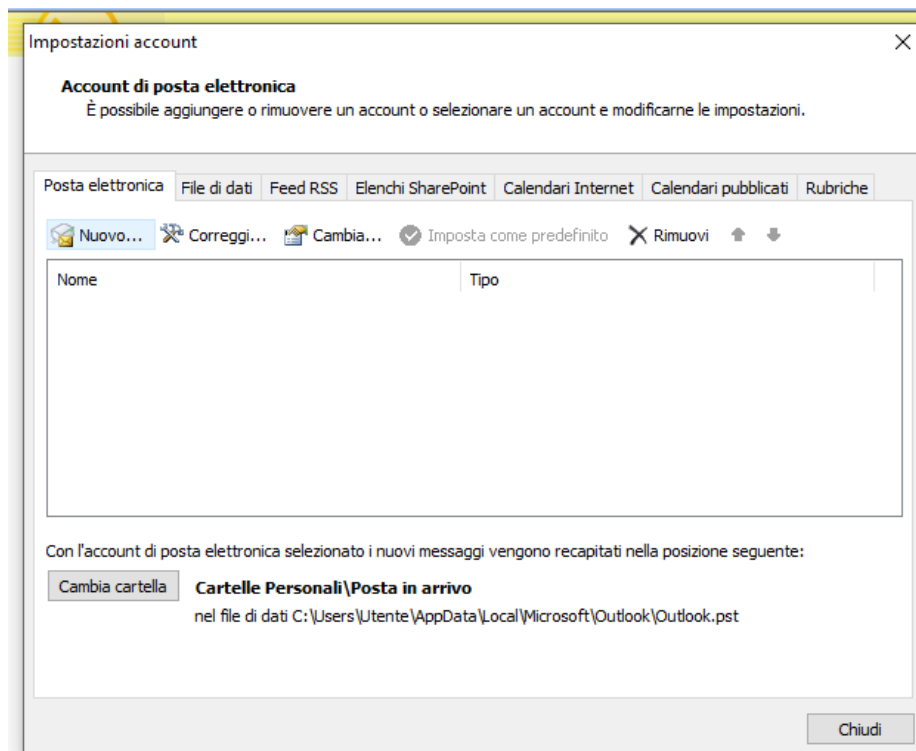 Impostazioni account
Account di posta elettronica
È possibile aggiungere o rimuovere un account o selezionare un account e modificarne le impostazioni.
Posta elettronica File di dati Feed RSS Elenchi SharePoint Calendari Internet Calendari pubblicati Rubriche
Nuovo... Correggi... Cambia... Imposta come predefinito Rimuovi
Nome Tipo
Con l'account di posta elettronica selezionato i nuovi messaggi vengono recapitati nella posizione seguente:
Cambia cartella Cartelle Personali\Posta in arrivo
nel file di dati C:\Users\Utente\AppData\Local\Microsoft\Outlook\Outlook.pst
Chiudi